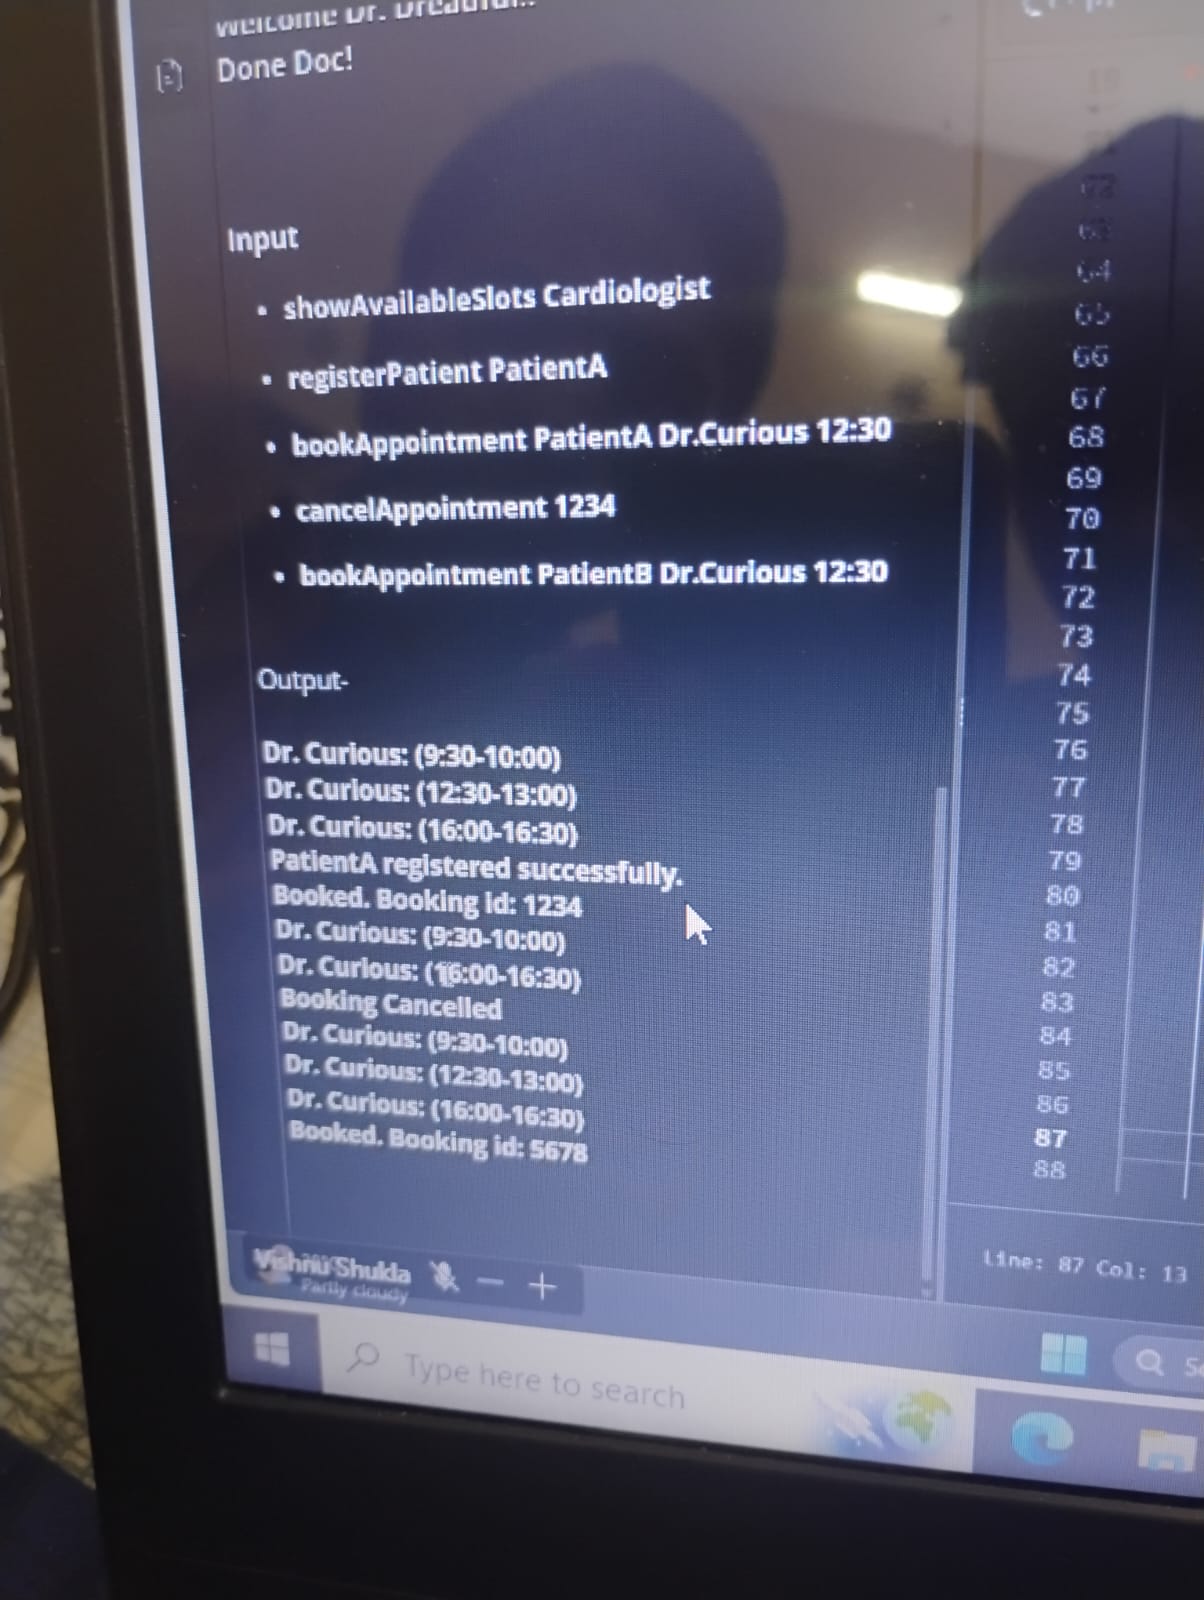 Welcome Dr. Dreadful..
Done Doc!
Input
• showAvailableSlots Cardiologist
• registerPatient PatientA
• bookAppointment PatientA Dr.Curious 12:30
• cancelAppointment 1234
• bookAppointment PatientB Dr.Curious 12:30
Output-
Dr. Curious: (9:30-10:00)
Dr. Curious: (12:30-13:00)
Dr. Curious: (16:00-16:30)
PatientA registered successfully.
Booked. Booking id: 1234
Dr. Curious: (9:30-10:00)
Dr. Curious: (16:00-16:30)
Booking Cancelled
Dr. Curious: (9:30-10:00)
Dr. Curious: (12:30-13:00)
Dr. Curious: (16:00-16:30)
Booked. Booking id: 5678
64
65
66
67
68
69
70
71
72
73
74
75
76
77
78
79
80
81
82
83
84
85
86
87
88
Line: 87 Col: 13
Vishnu Shukla
Partly cloudy
Type here to search